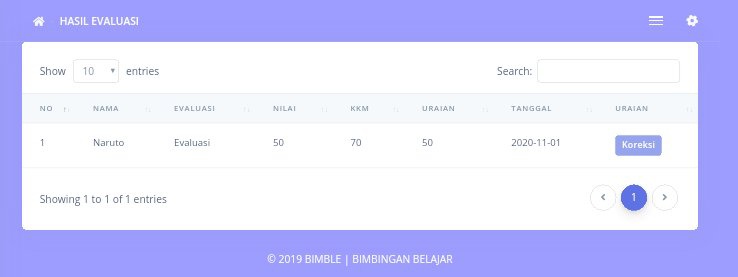 HASIL EVALUASI
Show 10 entries Search:
NO NAMA EVALUASI NILAI KKM URAIAN TANGGAL URAIAN
1 Naruto Evaluasi 50 70 50 2020-11-01 Koreksi
Showing 1 to 1 of 1 entries 1
© 2019 BIMBLE | BIMBINGAN BELAJAR